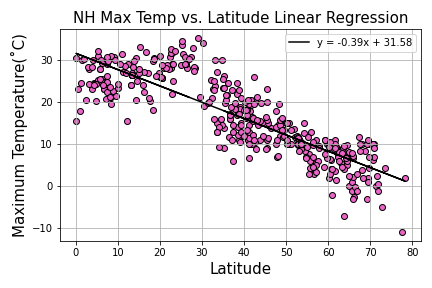 NH Max Temp vs. Latitude Linear Regression
y = -0.39x + 31.58
Maximum Temperature(˚C)
30
20
10
0
−10
0 10 20 30 40 50 60 70 80
Latitude